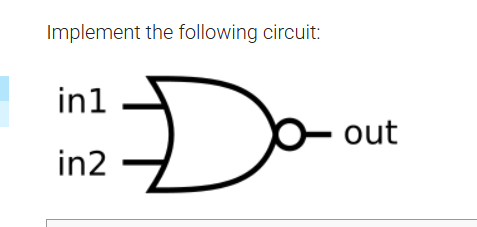 Implement the following circuit:
in1
out
in2